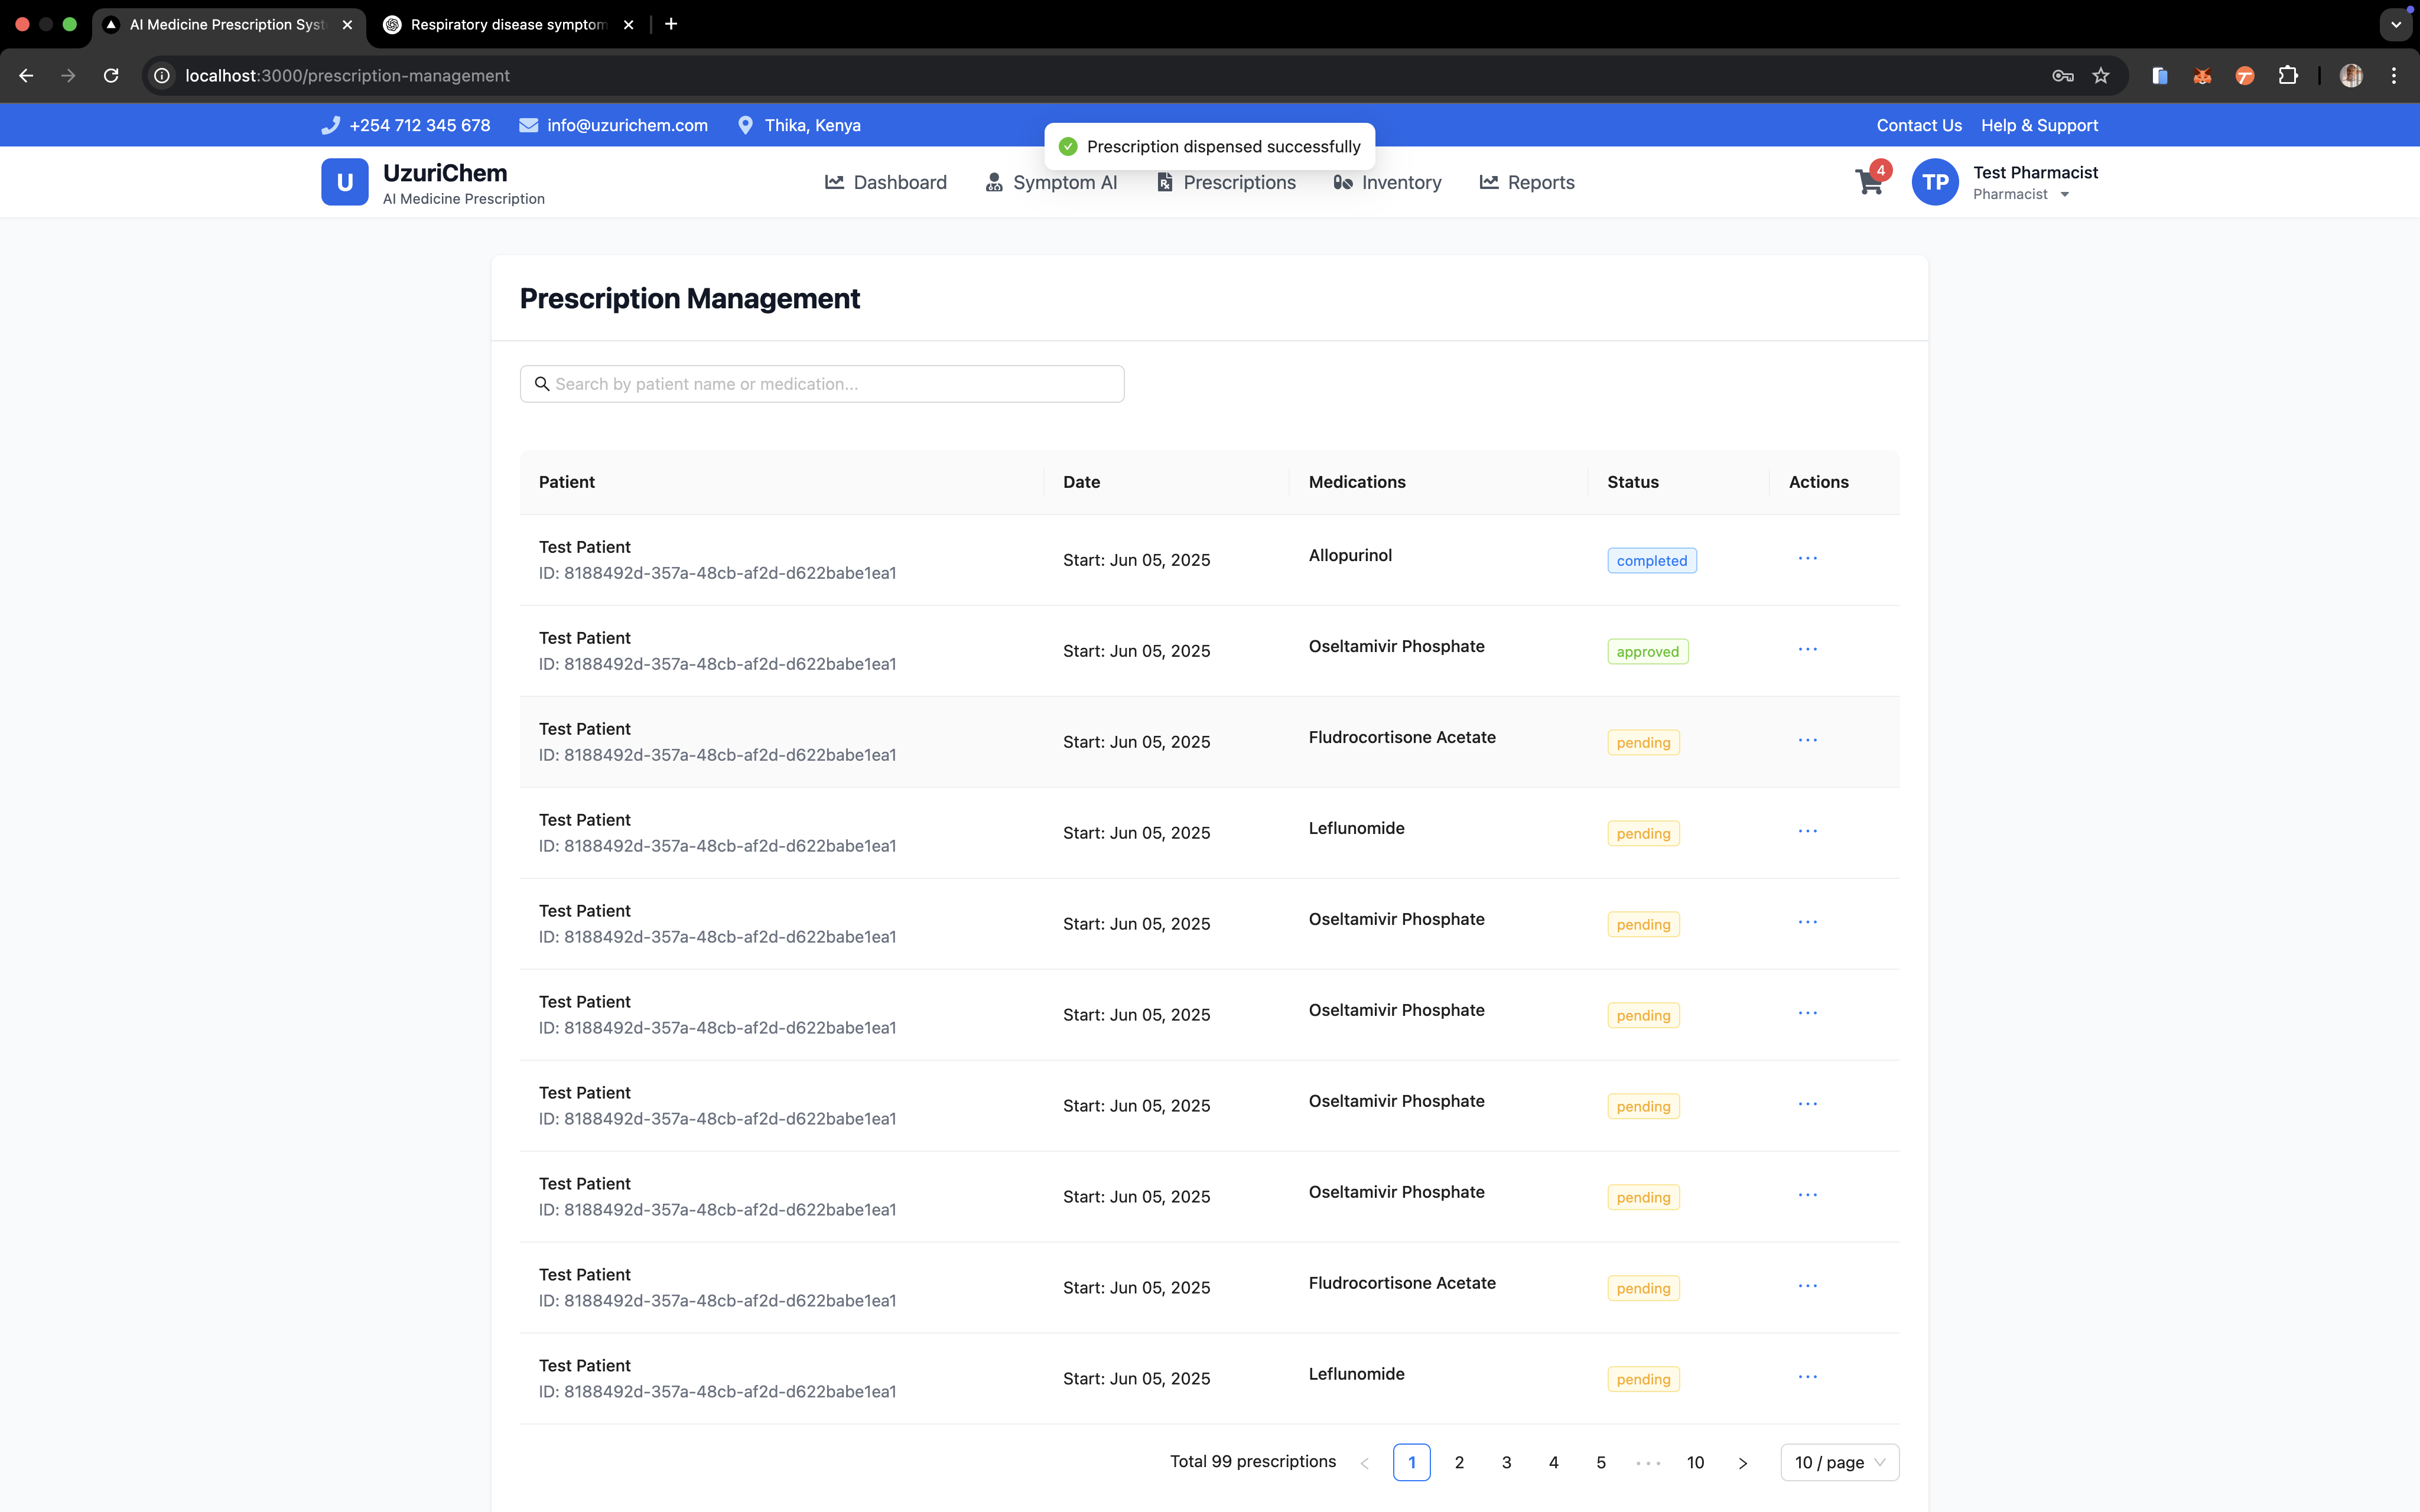 AI Medicine Prescription Syst
Respiratory disease symptom
localhost:3000/prescription-management
+254 712 345 678
info@uzurichem.com
Thika, Kenya
Contact Us
Help & Support
Prescription dispensed successfully
U
UzuriChem
AI Medicine Prescription
Dashboard
Symptom AI
Prescriptions
Inventory
Reports
4
TP
Test Pharmacist
Pharmacist
Prescription Management
Search by patient name or medication...
Patient Date Medications Status Actions
Test Patient
ID: 8188492d-357a-48cb-af2d-d622babe1ea1
Start: Jun 05, 2025
Allopurinol
completed
Test Patient
ID: 8188492d-357a-48cb-af2d-d622babe1ea1
Start: Jun 05, 2025
Oseltamivir Phosphate
approved
Test Patient
ID: 8188492d-357a-48cb-af2d-d622babe1ea1
Start: Jun 05, 2025
Fludrocortisone Acetate
pending
Test Patient
ID: 8188492d-357a-48cb-af2d-d622babe1ea1
Start: Jun 05, 2025
Leflunomide
pending
Test Patient
ID: 8188492d-357a-48cb-af2d-d622babe1ea1
Start: Jun 05, 2025
Oseltamivir Phosphate
pending
Test Patient
ID: 8188492d-357a-48cb-af2d-d622babe1ea1
Start: Jun 05, 2025
Oseltamivir Phosphate
pending
Test Patient
ID: 8188492d-357a-48cb-af2d-d622babe1ea1
Start: Jun 05, 2025
Oseltamivir Phosphate
pending
Test Patient
ID: 8188492d-357a-48cb-af2d-d622babe1ea1
Start: Jun 05, 2025
Oseltamivir Phosphate
pending
Test Patient
ID: 8188492d-357a-48cb-af2d-d622babe1ea1
Start: Jun 05, 2025
Fludrocortisone Acetate
pending
Test Patient
ID: 8188492d-357a-48cb-af2d-d622babe1ea1
Start: Jun 05, 2025
Leflunomide
pending
Total 99 prescriptions < 1 2 3 4 5 ••• 10 > 10 / page